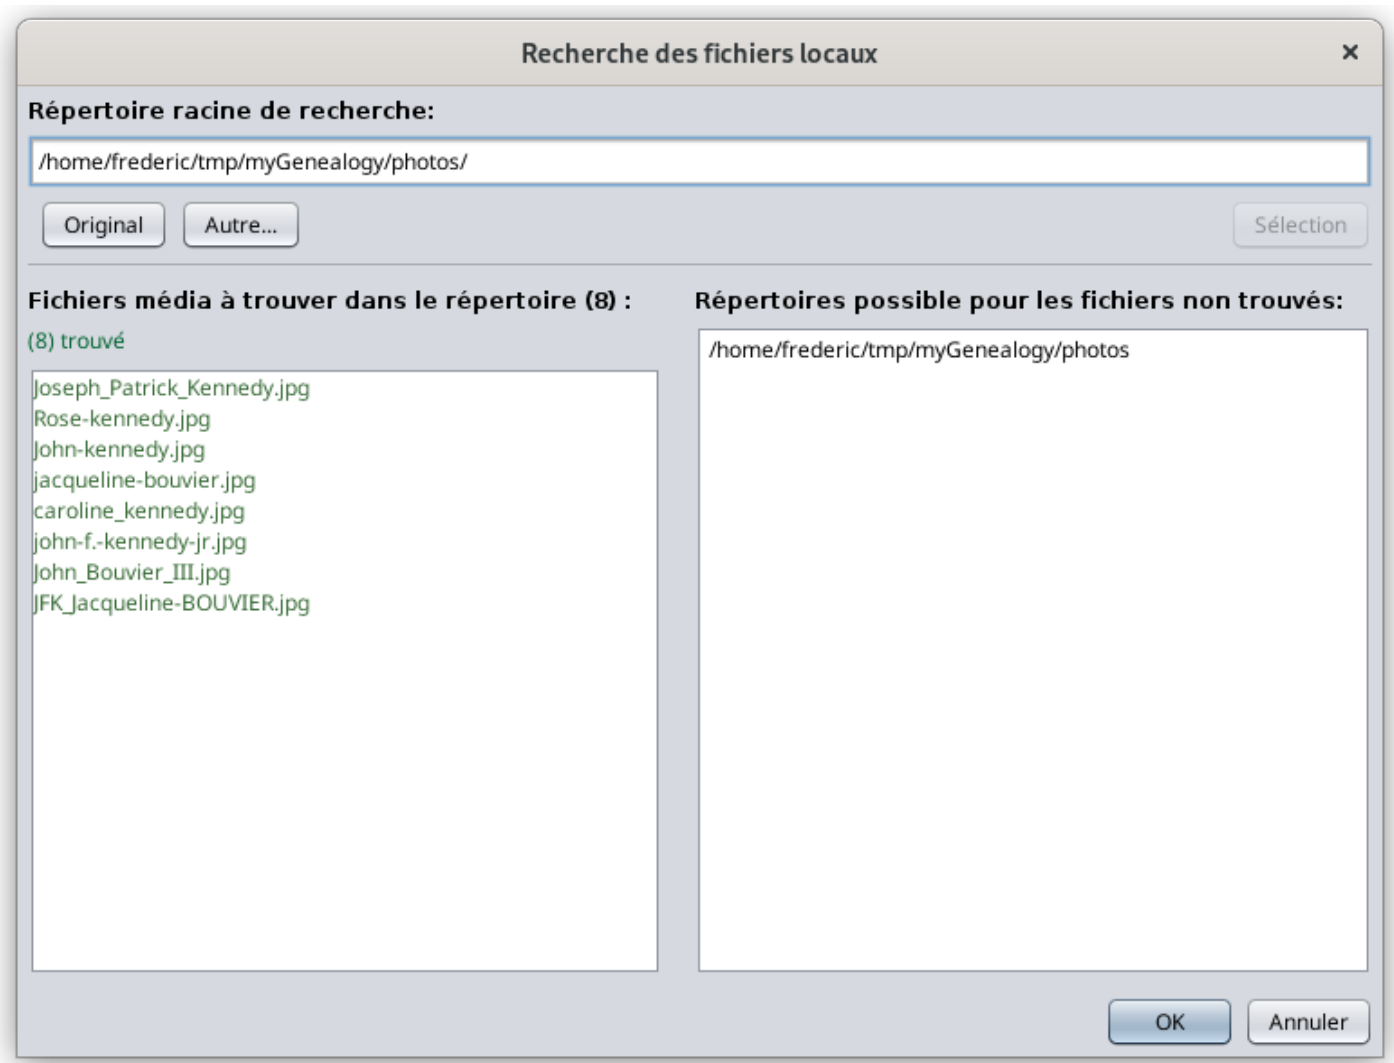 Recherche des fichiers locaux
×
Répertoire racine de recherche:
/home/frederic/tmp/myGenealogy/photos/
Original
Autre...
Sélection
Fichiers média à trouver dans le répertoire (8) :
(8) trouvé
Joseph_Patrick_Kennedy.jpg
Rose-kennedy.jpg
John-kennedy.jpg
jacqueline-bouvier.jpg
caroline_kennedy.jpg
john-f.-kennedy-jr.jpg
John_Bouvier_III.jpg
JFK_Jacqueline-BOUVIER.jpg
Répertoires possible pour les fichiers non trouvés:
/home/frederic/tmp/myGenealogy/photos
OK
Annuler